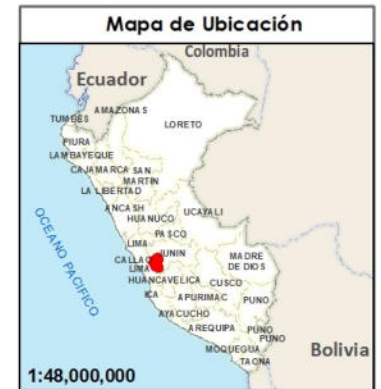 Mapa de Ubicación
Colombia
Ecuador
AMAZONAS
TUMBES
LORETO
PIURA
LAMBAYEQUE
CAJAMARCA SAN
MARTIN
LA LIBERTAD
ANCASH
UCAYALI
HUANUCO
PASCO
LIMA
JUNIN
CALLAO
LIMA
MADRE
DE DIOS
HUANCAVELICA
CUSCO
ICA
APURIMAC
PUNO
AYACUCHO
AREQUIPA
PUNO
PUNO
MOQUEGUA
TACNA
OCEANO PACIFICO
Bolivia
1:48,000,000